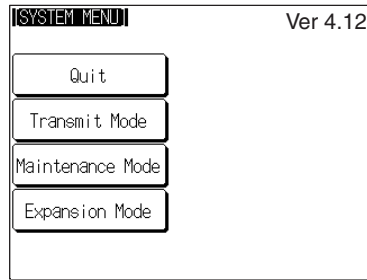 SYSTEM MENU
Ver 4.12
Quit
Transmit Mode
Maintenance Mode
Expansion Mode